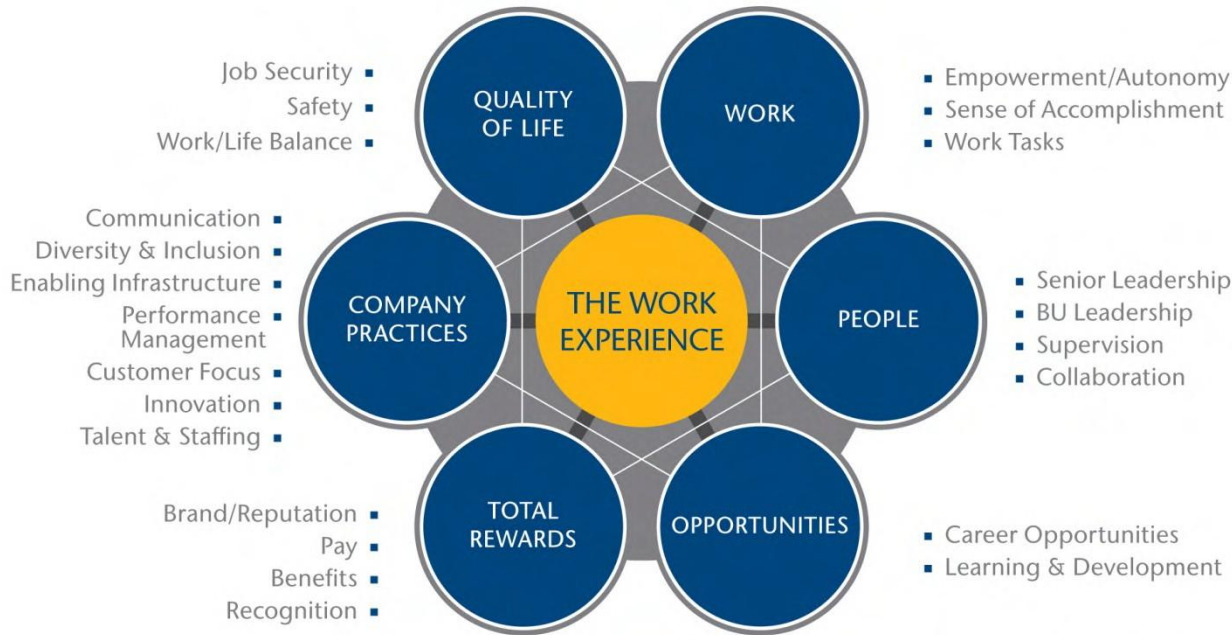 Job Security
Safety
Work/Life Balance
QUALITY
OF LIFE
WORK
Empowerment/Autonomy
Sense of Accomplishment
Work Tasks
Communication
Diversity & Inclusion
Enabling Infrastructure
Performance
Management
Customer Focus
Innovation
Talent & Staffing
COMPANY
PRACTICES
THE WORK
EXPERIENCE
PEOPLE
Senior Leadership
BU Leadership
Supervision
Collaboration
Brand/Reputation
Pay
Benefits
Recognition
TOTAL
REWARDS
OPPORTUNITIES
Career Opportunities
Learning & Development